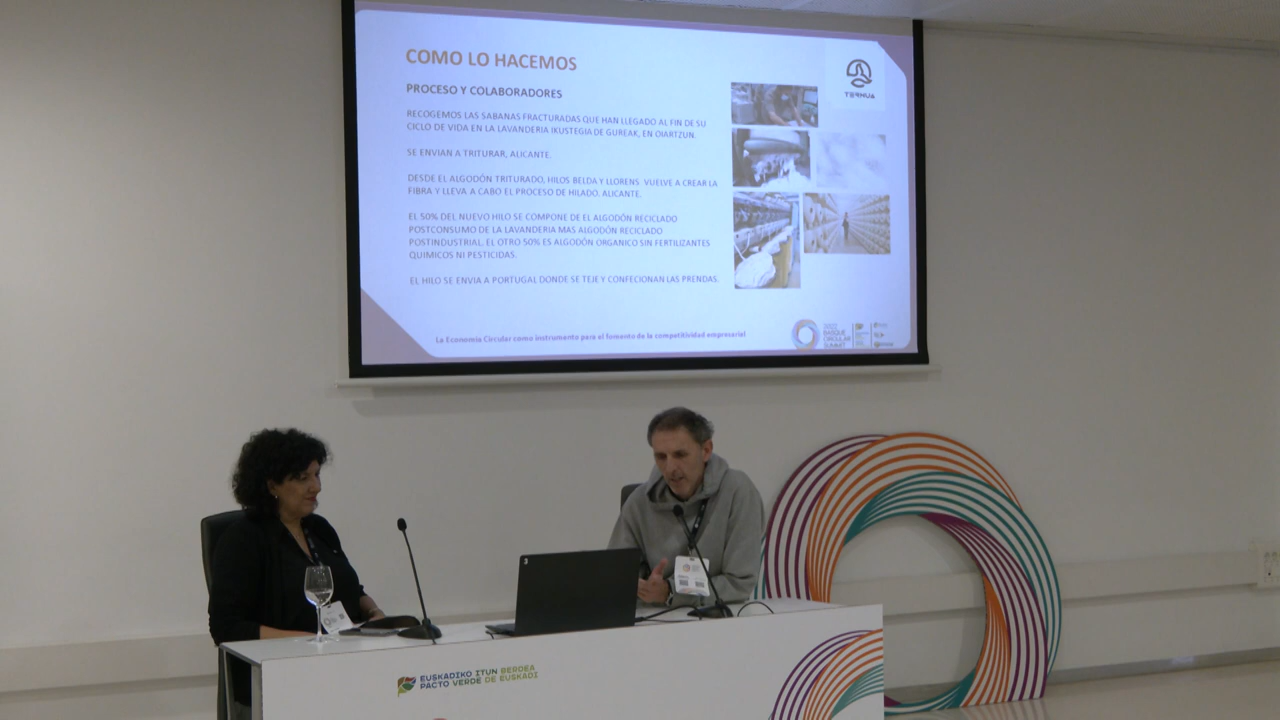 COMO LO HACEMOS
PROCESO Y COLABORADORES
RECOGEMOS LAS SABANAS FRACTURADAS QUE HAN LLEGADO AL FIN DE SU
CICLO DE VIDA EN LA LAVANDERIA IKUSTEGIA DE GUREAK, EN OIARTZUN.
SE ENVIAN A TRITURAR, ALICANTE.
DESDE EL ALGODÓN TRITURADO, HILOS BELDA Y LLORENS VUELVE A CREAR LA
FIBRA Y LLEVA A CABO EL PROCESO DE HILADO. ALICANTE.
EL 50% DEL NUEVO HILO SE COMPONE DE EL ALGODÓN RECICLADO
POSTCONSUMO DE LA LAVANDERIA MAS ALGODÓN RECICLADO
POSTINDUSTRIAL. EL OTRO 50% ES ALGODÓN ORGANICO SIN FERTILIZANTES
QUIMICOS NI PESTICIDAS.
EL HILO SE ENVIA A PORTUGAL DONDE SE TEJE Y CONFECIONAN LAS PRENDAS.
TERNUA
La Economía Circular como instrumento para el fomento de la competitividad empresarial
2022
BASQUE
CIRCULAR
SUMMIT
EUSKADIKO ITUN BERDEA
PACTO VERDE DE EUSKADI